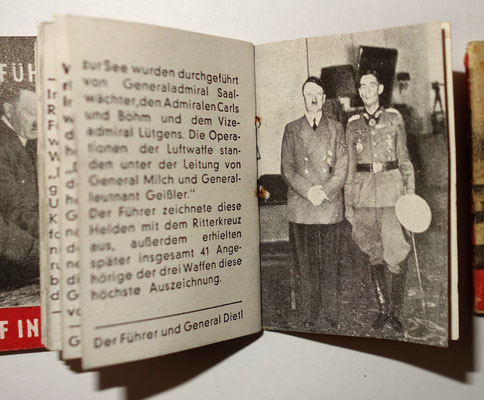 FÜH
F IN
zur See wurden durchgeführt
von Generaladmiral Saal-
wächter, den Admiralen Carls
und Böhm und dem Vize-
admiral Lütgens. Die Opera-
tionen der Luftwaffe stan-
den unter der Leitung von
General Milch und General-
leutnant Geißler."
Der Führer zeichnete diese
Helden mit dem Ritterkreuz
aus, außerdem erhielten
später insgesamt 41 Ange-
hörige der drei Waffen diese
höchste Auszeichnung.
Der Führer und General Dietl